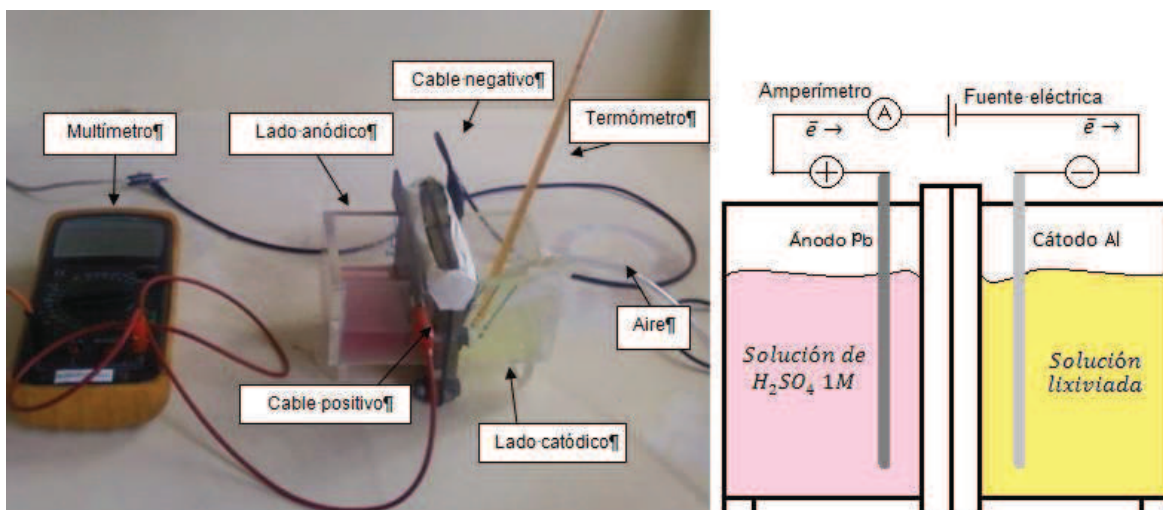 Cable·negativo¶
Multímetro¶
Lado·anódico¶
Termómetro¶
Aire¶
Cable·positivo¶
Lado·catódico¶
Amperímetro
Fuente·eléctrica
A
ē →
ē →
+
−
Ánodo Pb
Cátodo Al
Solución de
H₂SO₄ 1M
Solución
lixiviada